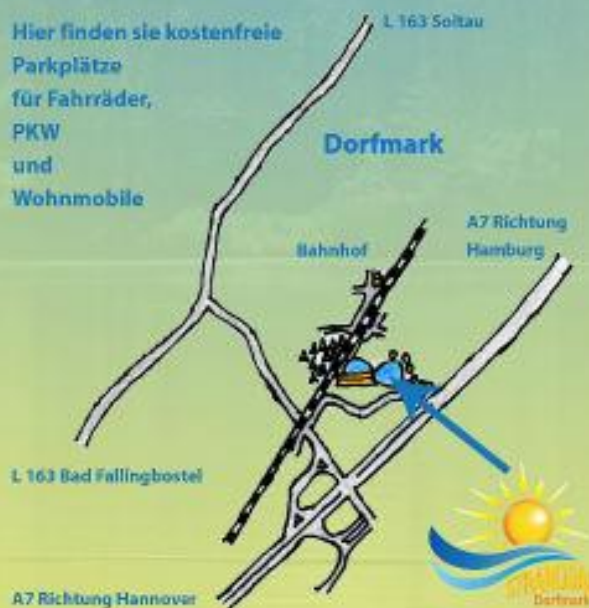 Hier finden sie kostenfreie
Parkplätze
für Fahrräder,
PKW
und
Wohnmobile
L 163 Soltau
Dorfmark
A7 Richtung
Hamburg
Bahnhof
L 163 Bad Fallingbostel
A7 Richtung Hannover
Dorfmark